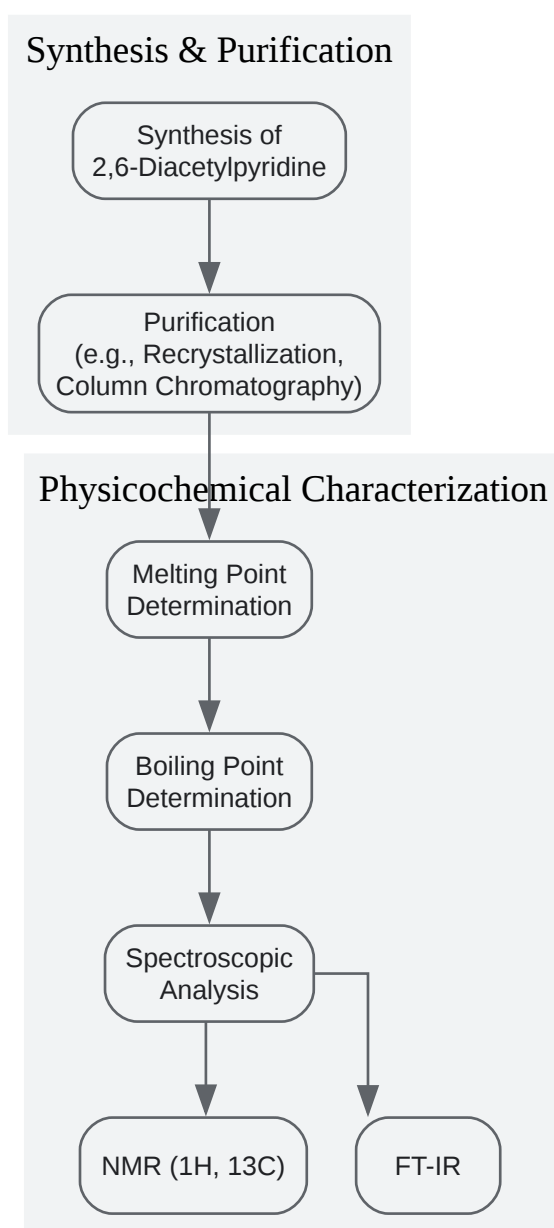 Synthesis & Purification
Synthesis of
2,6-Diacetylpyridine
Purification
(e.g., Recrystallization,
Column Chromatography)
Physicochemical Characterization
Melting Point
Determination
Boiling Point
Determination
Spectroscopic
Analysis
NMR (1H, 13C)
FT-IR